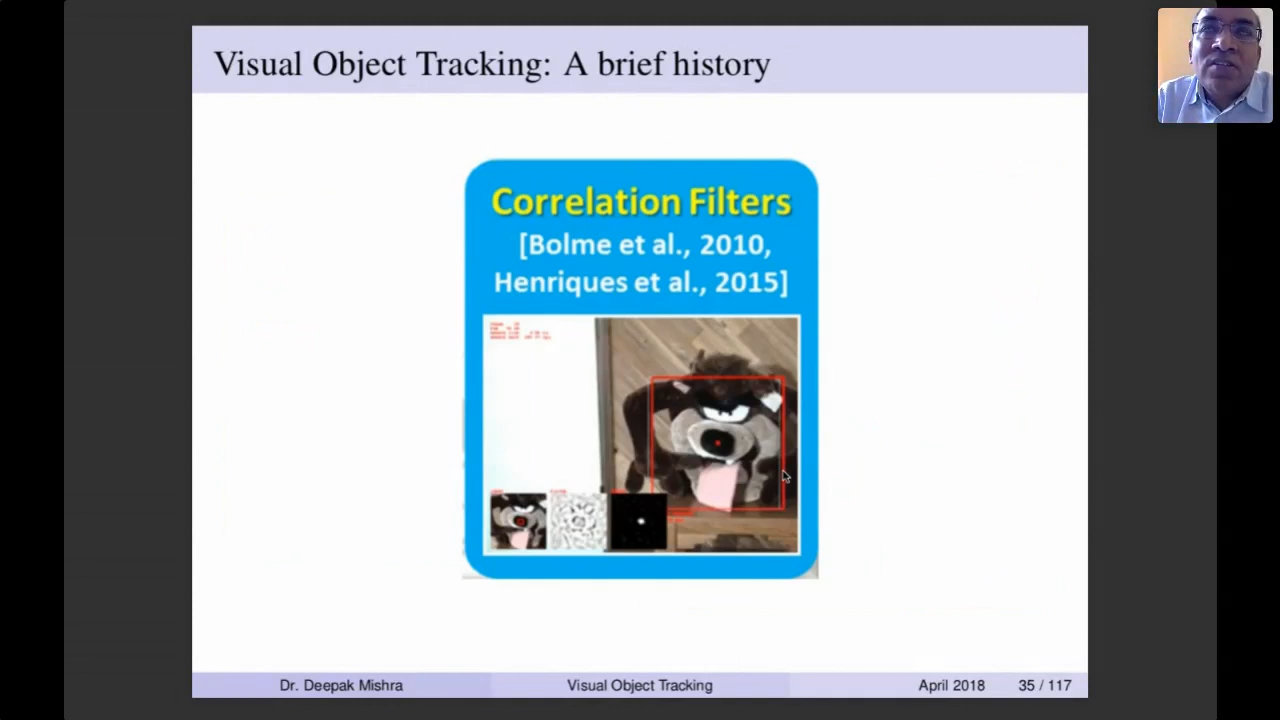 Visual Object Tracking: A brief history
Correlation Filters
[Bolme et al., 2010,
Henriques et al., 2015]
Dr. Deepak Mishra
Visual Object Tracking
April 2018
35 / 117